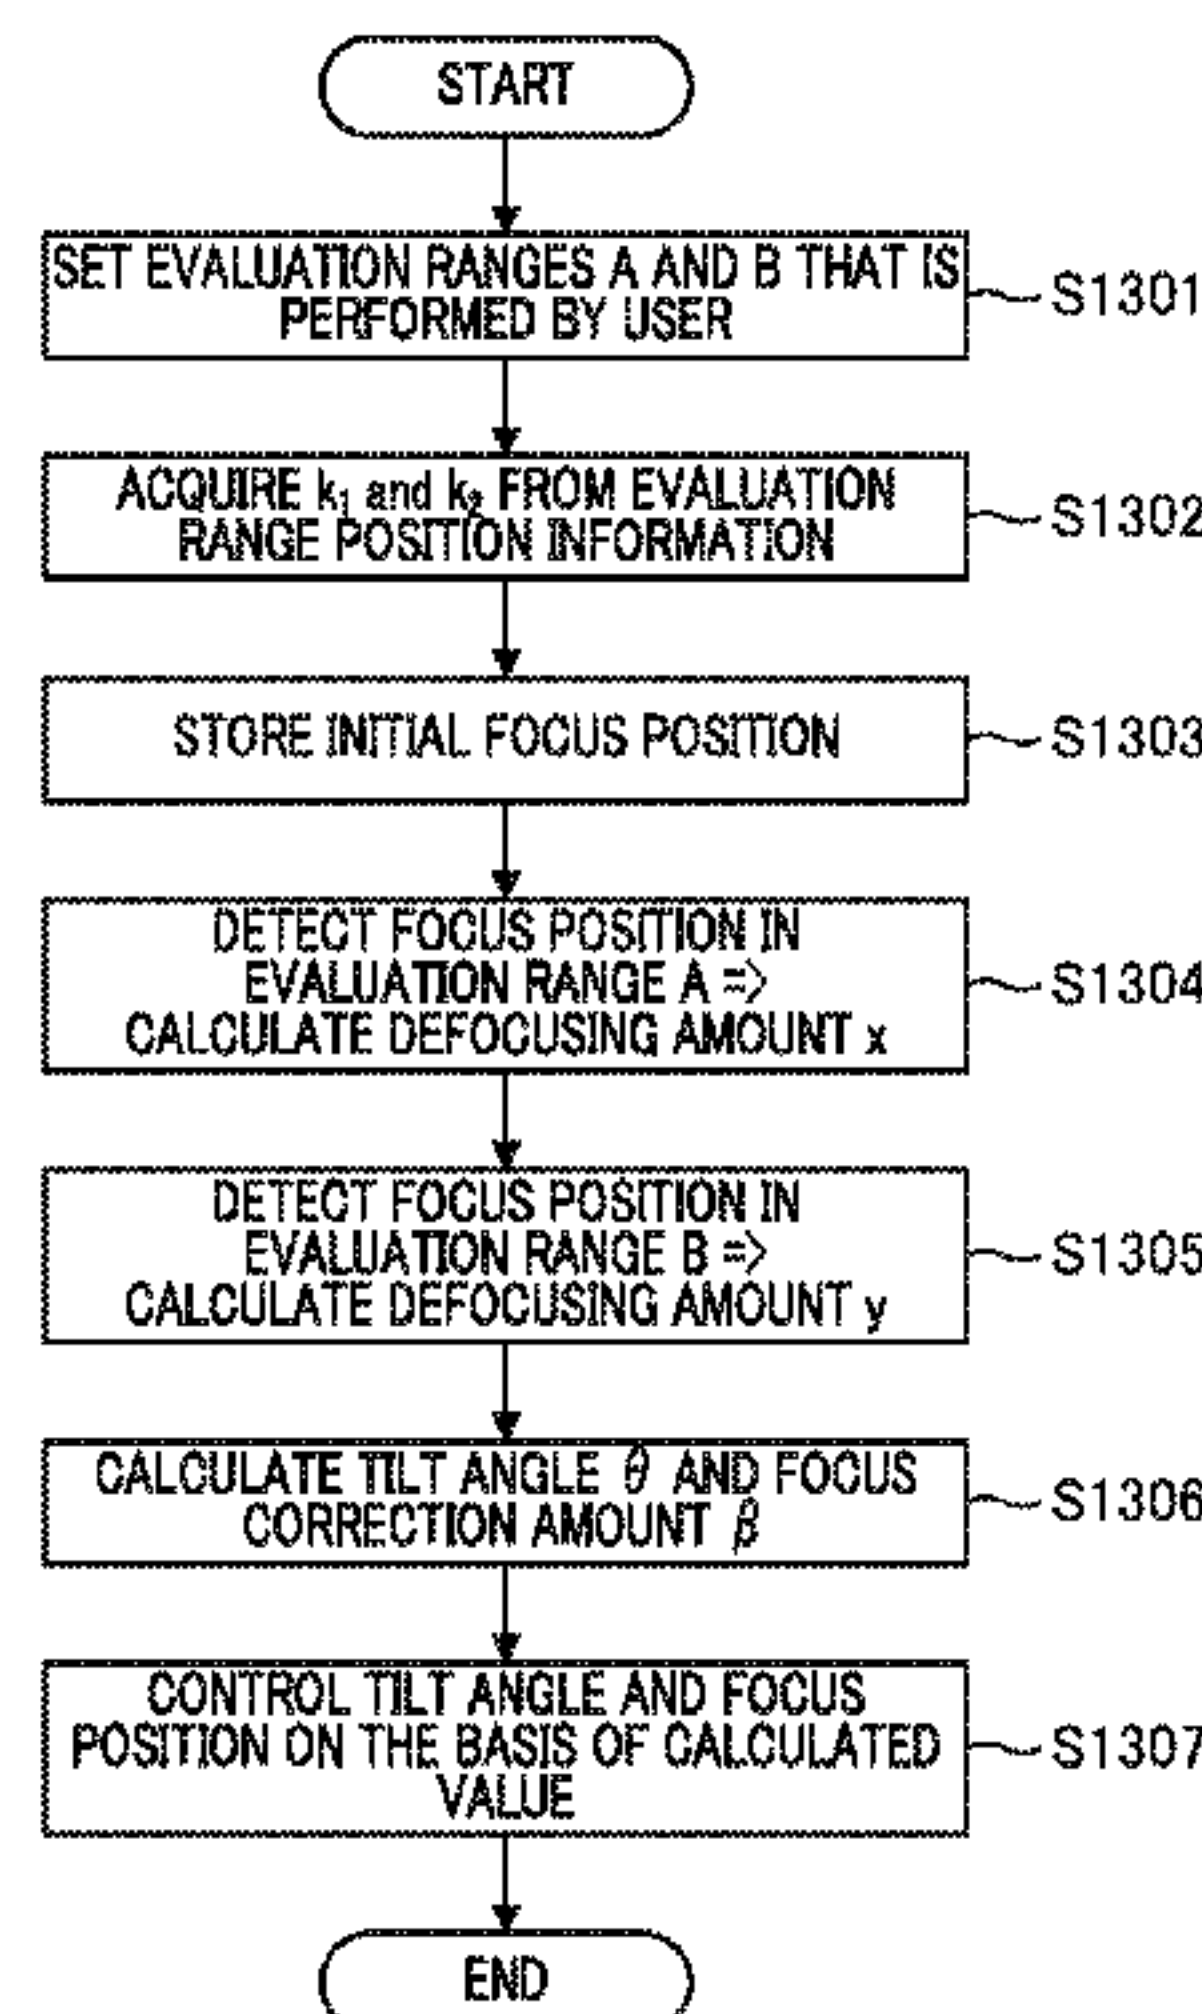 START
SET EVALUATION RANGES A AND B THAT IS
PERFORMED BY USER
S1301
ACQUIRE k₁ and k₂ FROM EVALUATION
RANGE POSITION INFORMATION
S1302
STORE INITIAL FOCUS POSITION
S1303
DETECT FOCUS POSITION IN
EVALUATION RANGE A =>
CALCULATE DEFOCUSING AMOUNT x
S1304
DETECT FOCUS POSITION IN
EVALUATION RANGE B =>
CALCULATE DEFOCUSING AMOUNT y
S1305
CALCULATE TILT ANGLE θ AND FOCUS
CORRECTION AMOUNT β
S1306
CONTROL TILT ANGLE AND FOCUS
POSITION ON THE BASIS OF CALCULATED
VALUE
S1307
END